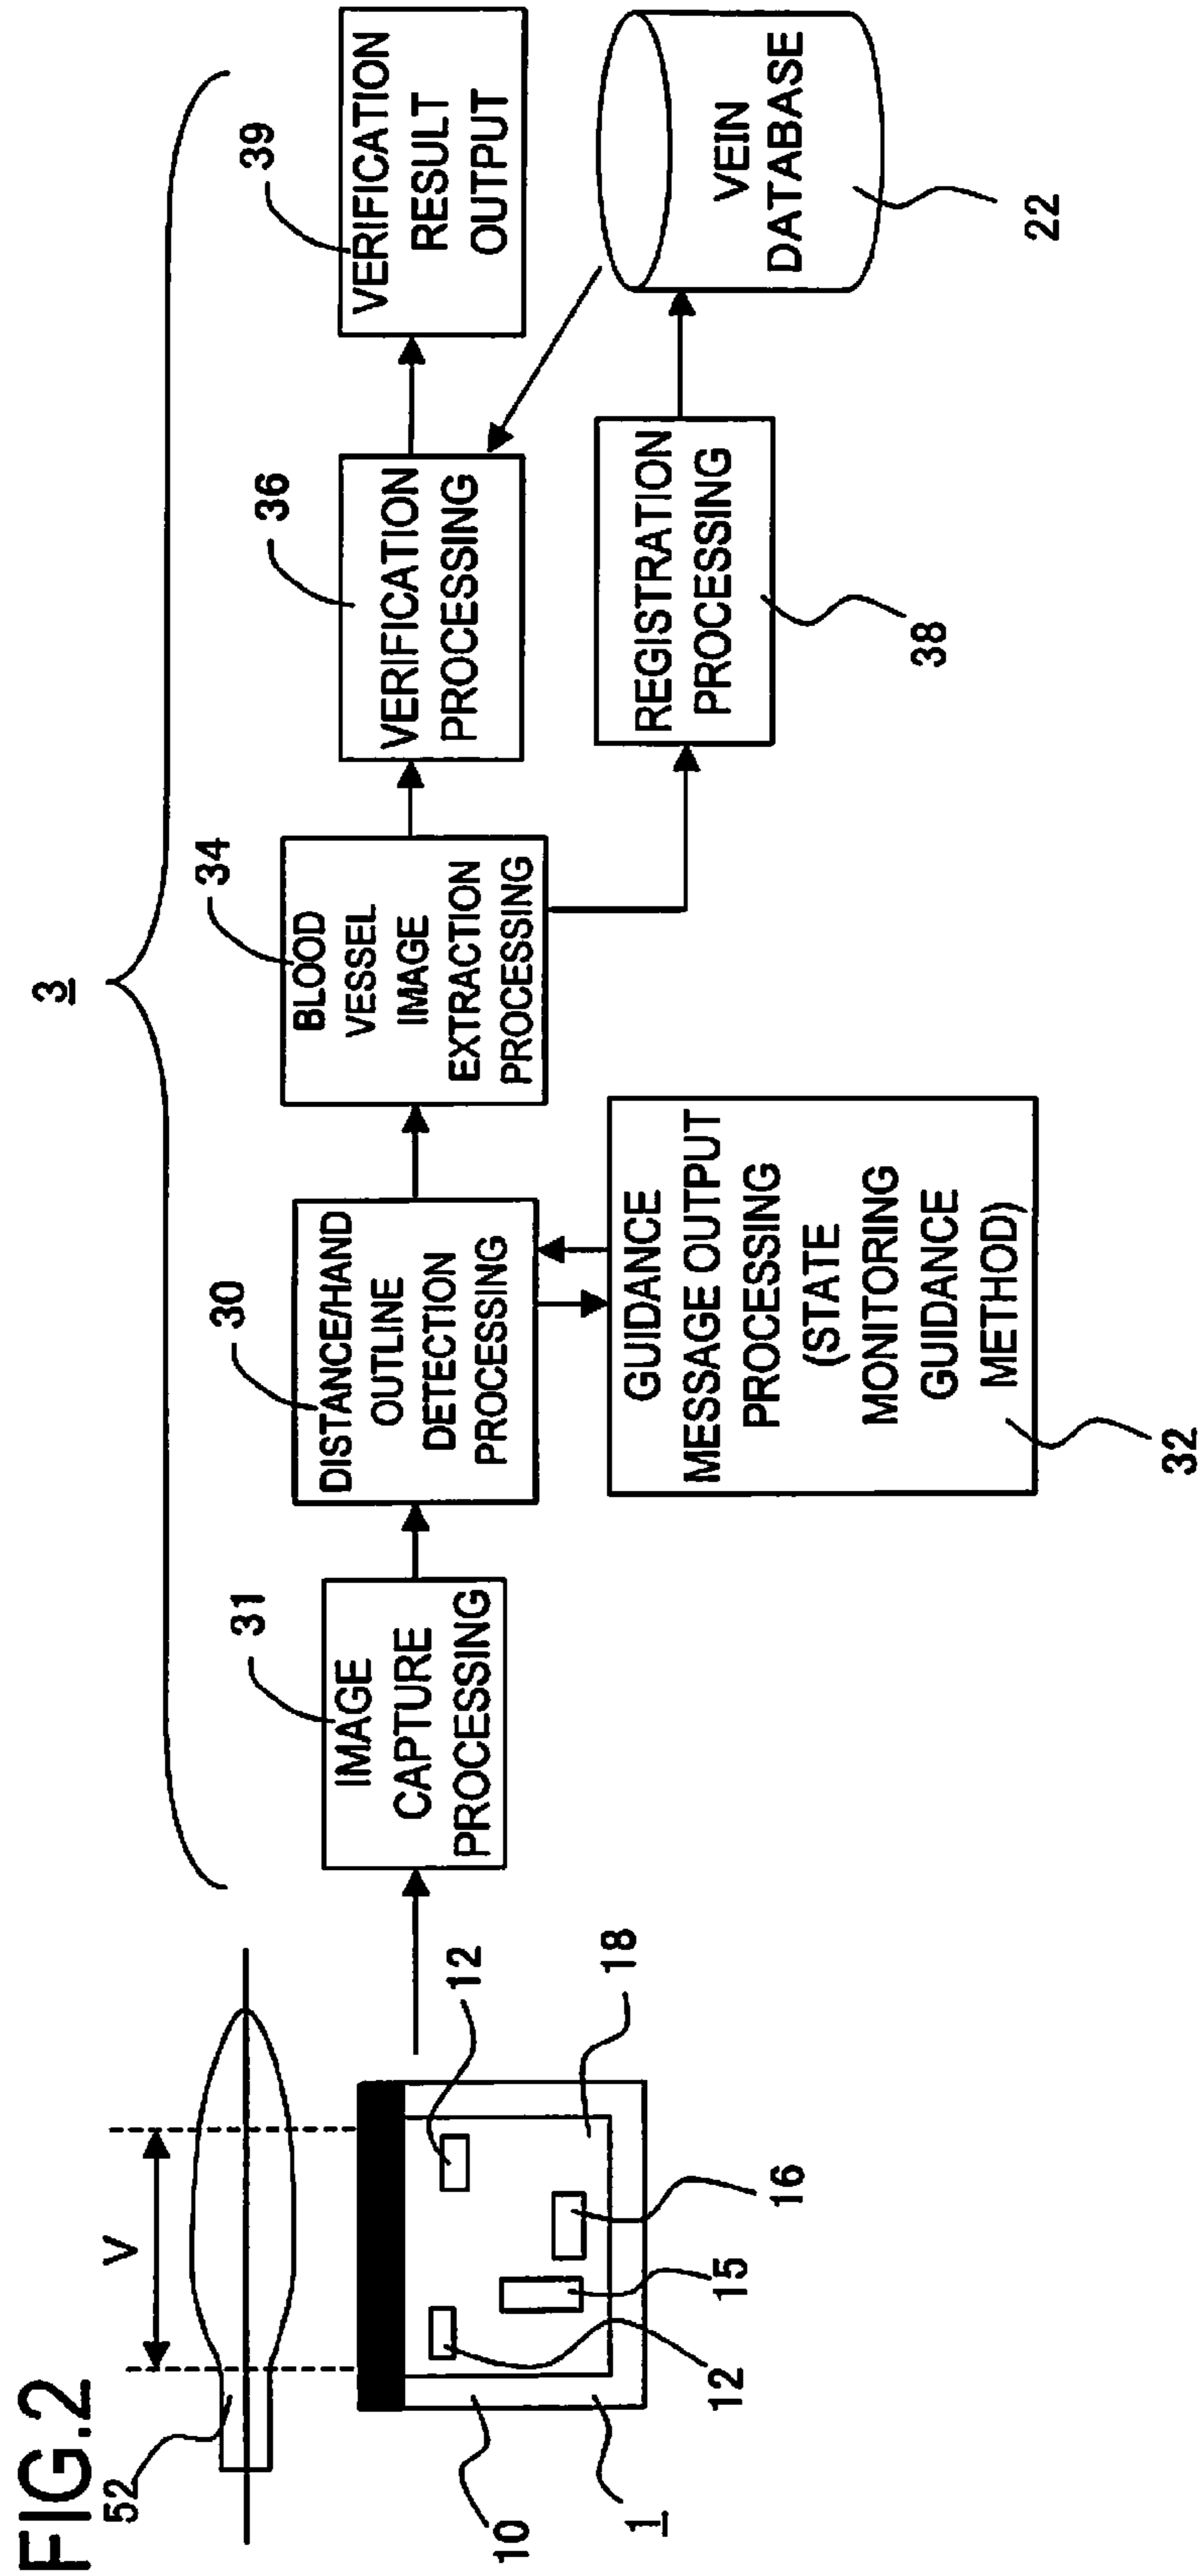 FIG.2
3
52
V
10
1
12
12
15
16
18
31
IMAGE
CAPTURE
PROCESSING
30
DISTANCE/HAND
OUTLINE
DETECTION
PROCESSING
GUIDANCE
MESSAGE OUTPUT
PROCESSING
(STATE
MONITORING
GUIDANCE
METHOD)
32
34
BLOOD
VESSEL
IMAGE
EXTRACTION
PROCESSING
36
VERIFICATION
PROCESSING
REGISTRATION
PROCESSING
38
39
VERIFICATION
RESULT
OUTPUT
VEIN
DATABASE
22